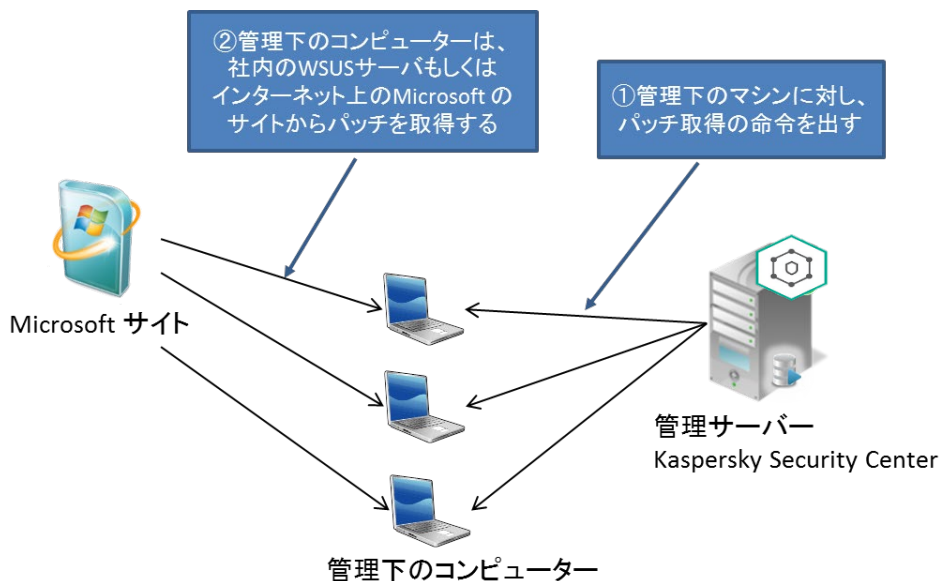 ②管理下のコンピューターは、
社内のWSUSサーバもしくは
インターネット上のMicrosoft の
サイトからパッチを取得する
①管理下のマシンに対し、
パッチ取得の命令を出す
Microsoft サイト
管理サーバー
Kaspersky Security Center
管理下のコンピューター